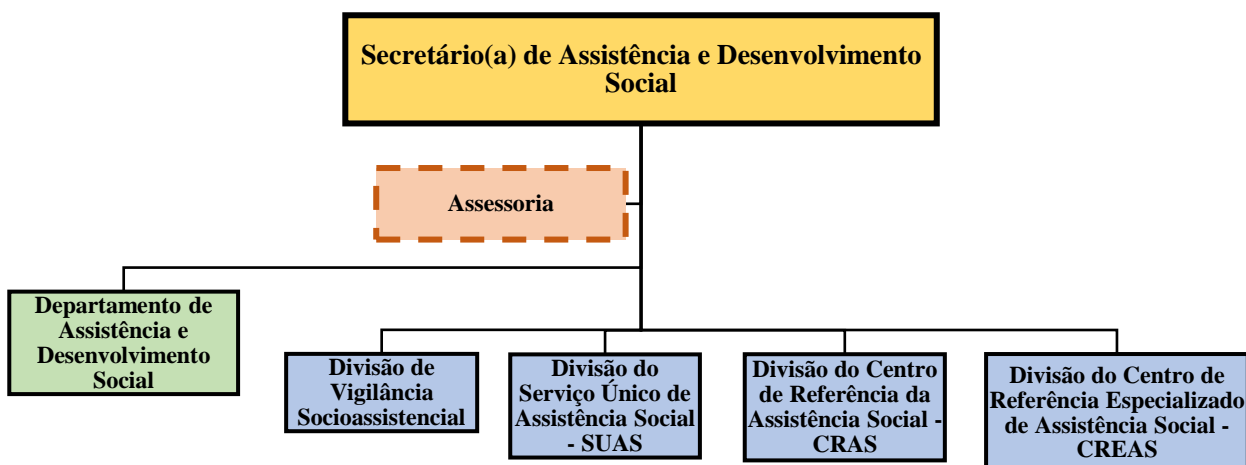 Secretário(a) de Assistência e Desenvolvimento
Social
Assessoria
Departamento de
Assistência e
Desenvolvimento
Social
Divisão de
Vigilância
Socioassistencial
Divisão do
Serviço Único de
Assistência Social
- SUAS
Divisão do Centro
de Referência da
Assistência Social -
CRAS
Divisão do Centro de
Referência Especializado
de Assistência Social -
CREAS